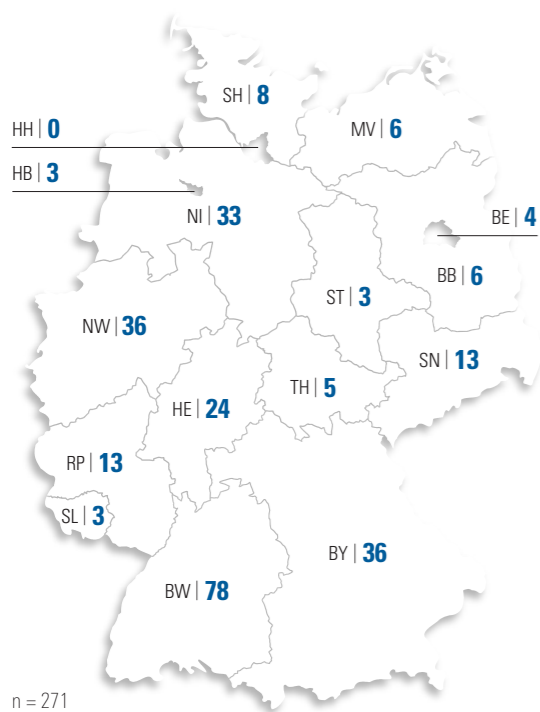 SH | 8
HH | 0
MV | 6
HB | 3
NI | 33
BE | 4
BB | 6
ST | 3
NW | 36
SN | 13
TH | 5
HE | 24
RP | 13
SL | 3
BY | 36
BW | 78
n = 271